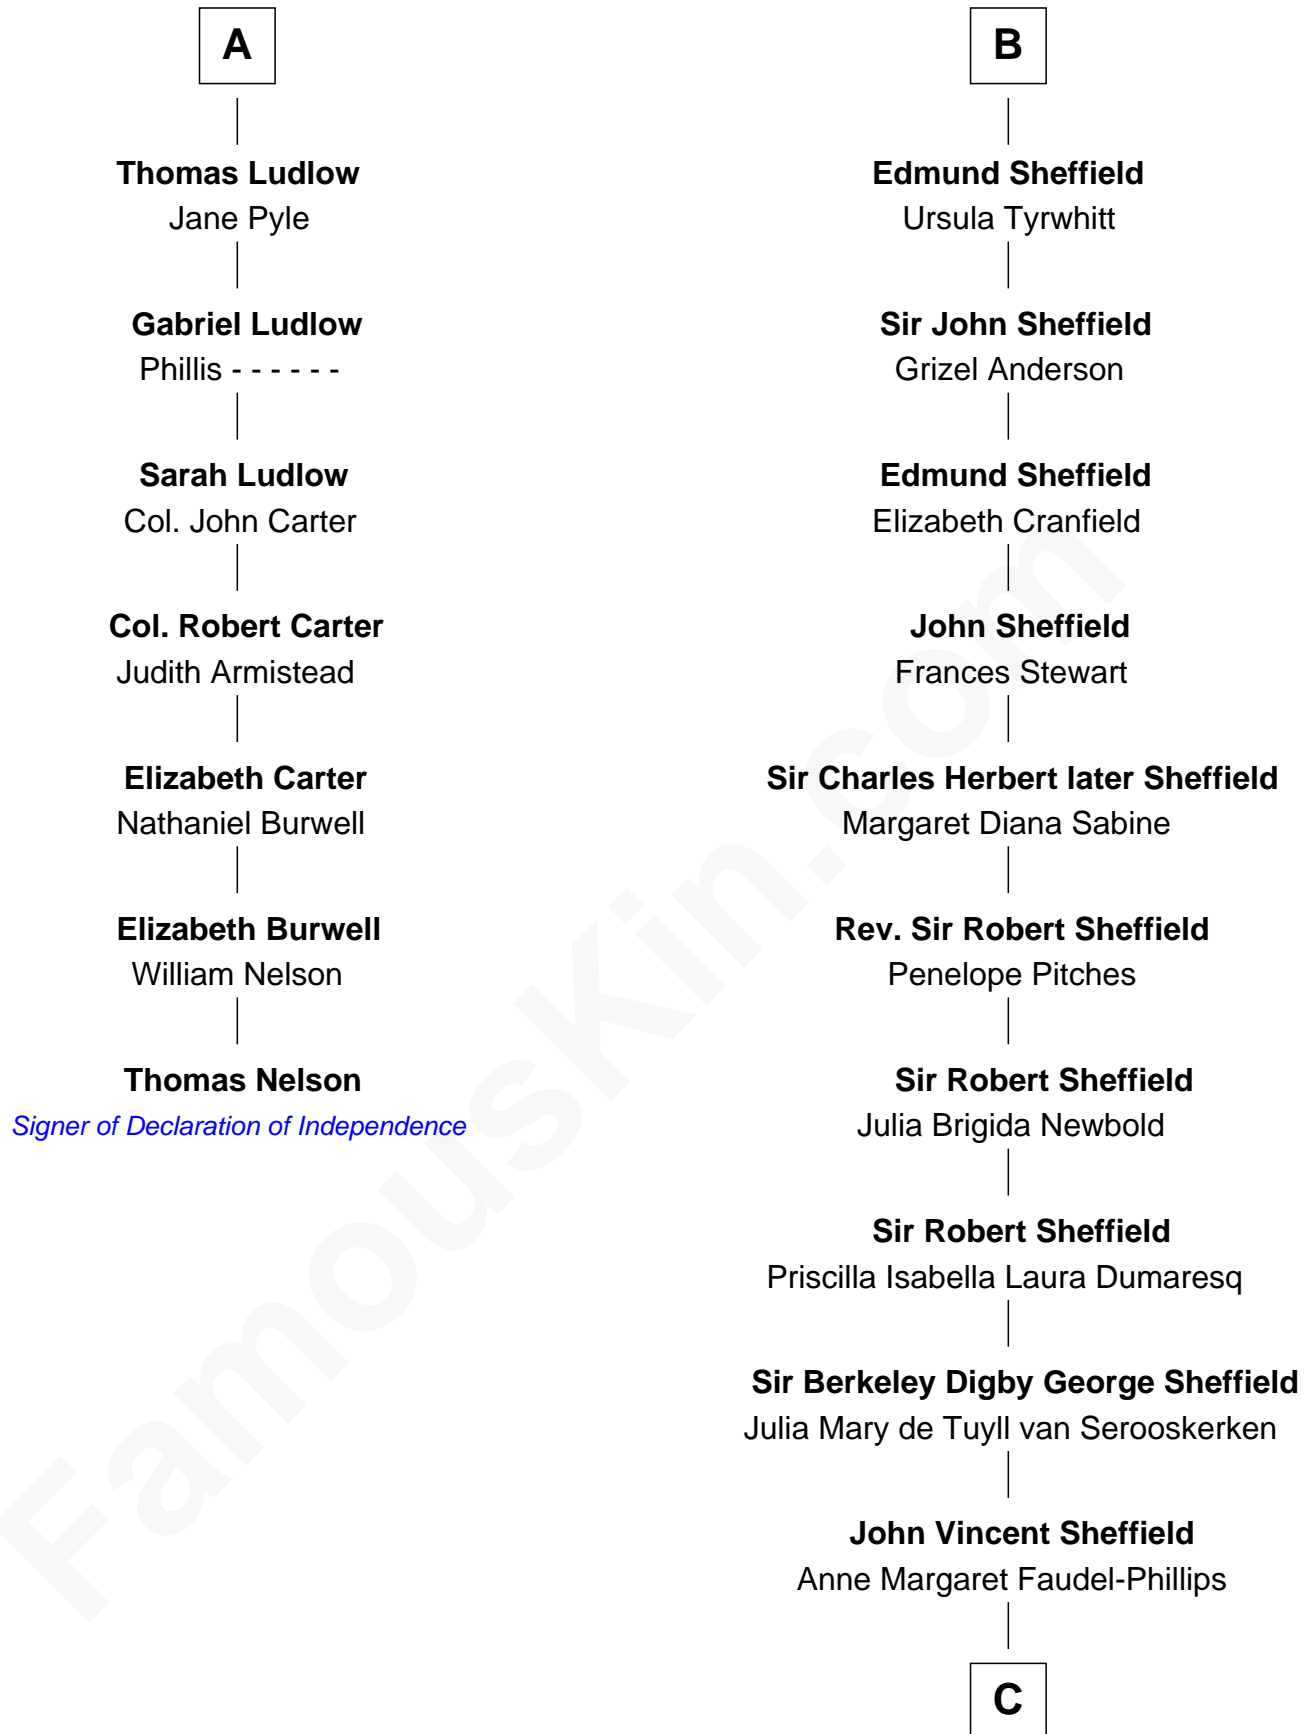 A
Thomas Ludlow
Jane Pyle
Gabriel Ludlow
Phillis - - - - - -
Sarah Ludlow
Col. John Carter
Col. Robert Carter
Judith Armistead
Elizabeth Carter
Nathaniel Burwell
Elizabeth Burwell
William Nelson
Thomas Nelson
Signer of Declaration of Independence
B
Edmund Sheffield
Ursula Tyrwhitt
Sir John Sheffield
Grizel Anderson
Edmund Sheffield
Elizabeth Cranfield
John Sheffield
Frances Stewart
Sir Charles Herbert later Sheffield
Margaret Diana Sabine
Rev. Sir Robert Sheffield
Penelope Pitches
Sir Robert Sheffield
Julia Brigida Newbold
Sir Robert Sheffield
Priscilla Isabella Laura Dumaresq
Sir Berkeley Digby George Sheffield
Julia Mary de Tuyll van Serooskerken
John Vincent Sheffield
Anne Margaret Faudel-Phillips
C
FamousKin.com